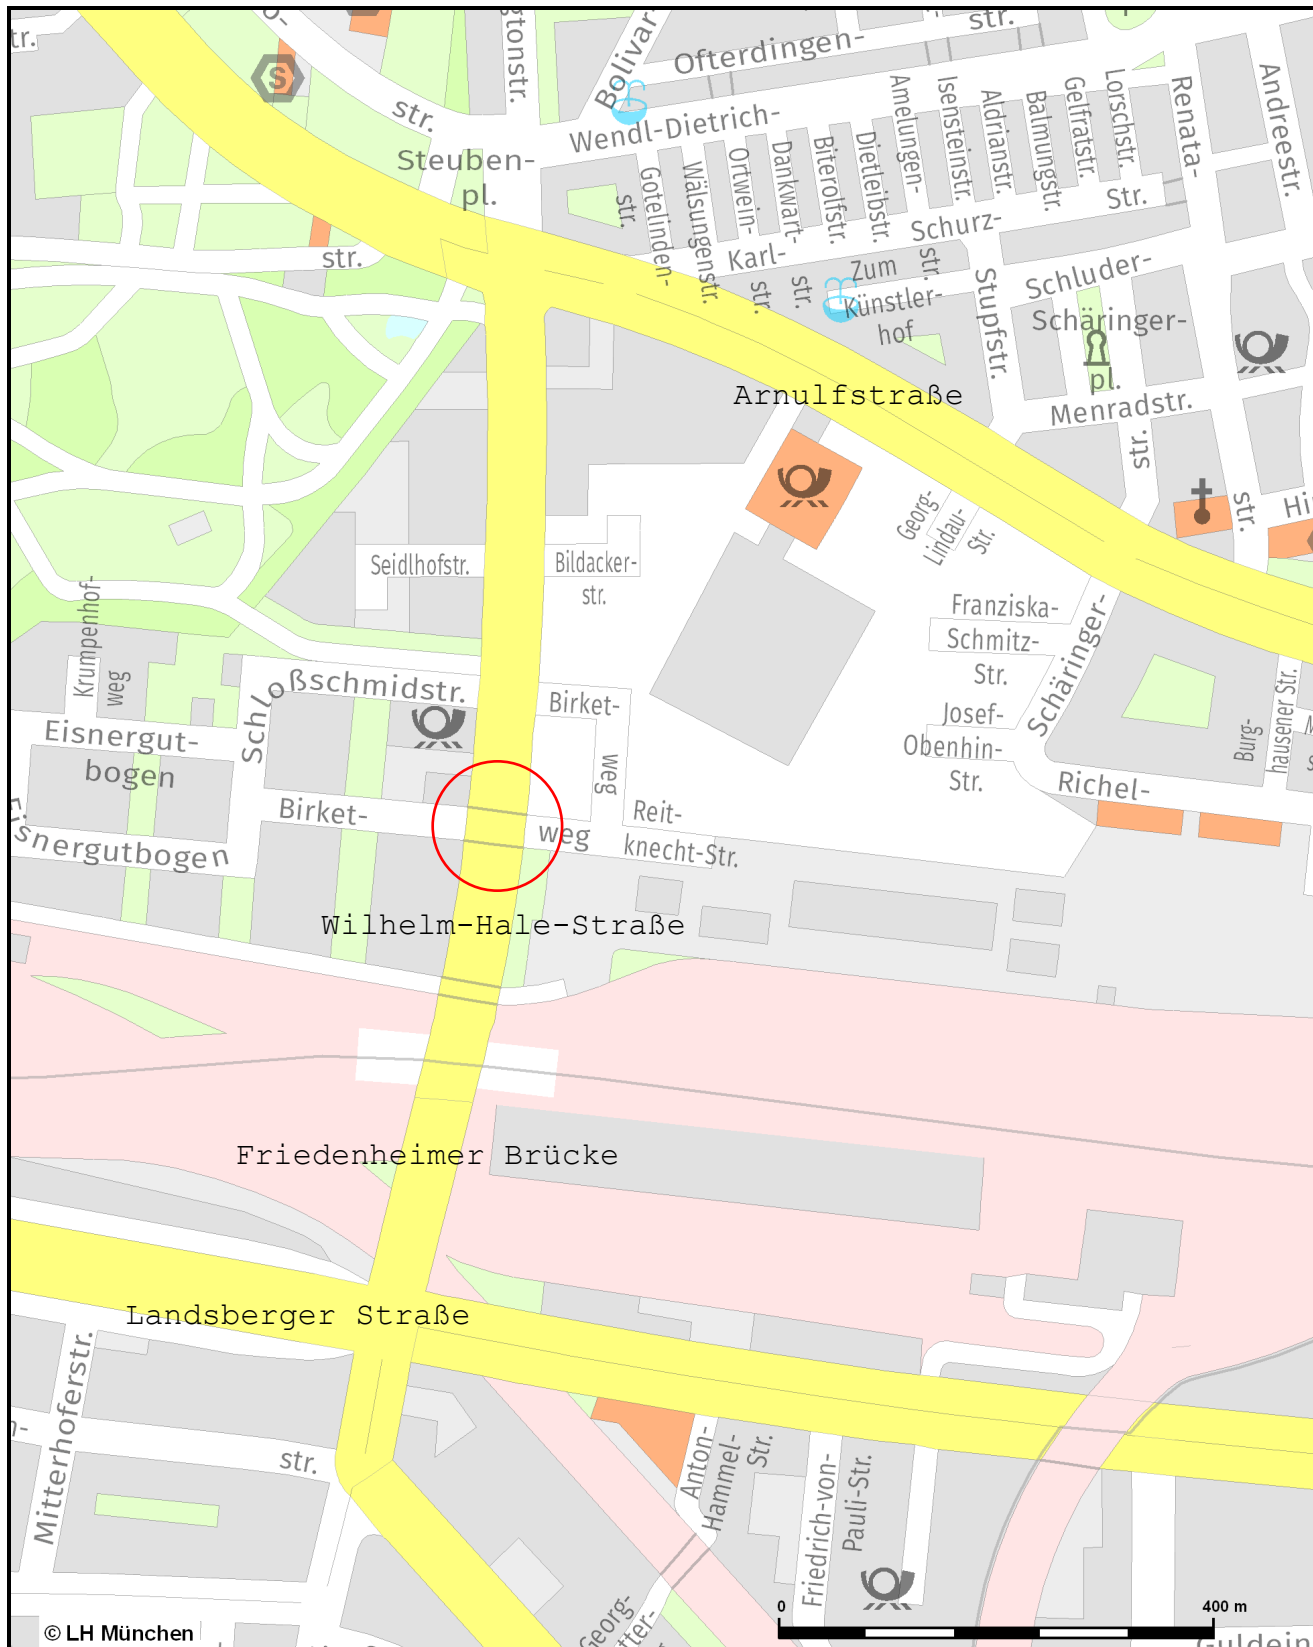 str.
Bolivar-
Ofterdingen-
str.
str.
Wendl-Dietrich-
Steuben-
pl.
Amelungen-
Isensteinstr.
Aldrianstr.
Balmungstr.
Gelfratstr.
Lorschstr.
Renata-
Andreestr.
str.
Gotelinden-
Wälsungenstr.
Ortwein-
str.
Dankwart-
str.
Biterolfstr.
Dietleibstr.
str.
Karl-
Schurz-
Str.
Zum
Künstler-
hof
str.
Stupfstr.
Schluder-
Schäringer-
pl.
Menradstr.
str.
str.
S
Arnulfstraße
Georg-
Lindau-
Str.
Seidlhofstr.
Bildacker-
str.
Krumpenhof-
weg
Franziska-
Schmitz-
Str.
Schäringer-
Schloßschmidstr.
Birket-
weg
Josef-
Obenhin-
Str.
Burg-
hausener Str.
Eisnergut-
bogen
Richel-
Birket-
weg
Reit-
knecht-Str.
Eisnergutbogen
Wilhelm-Hale-Straße
Friedenheimer Brücke
Landsberger Straße
Mitterhoferstr.
str.
Anton-
Hammel-
Str.
Friedrich-von-
Pauli-Str.
Georg-
0
400 m
© LH München